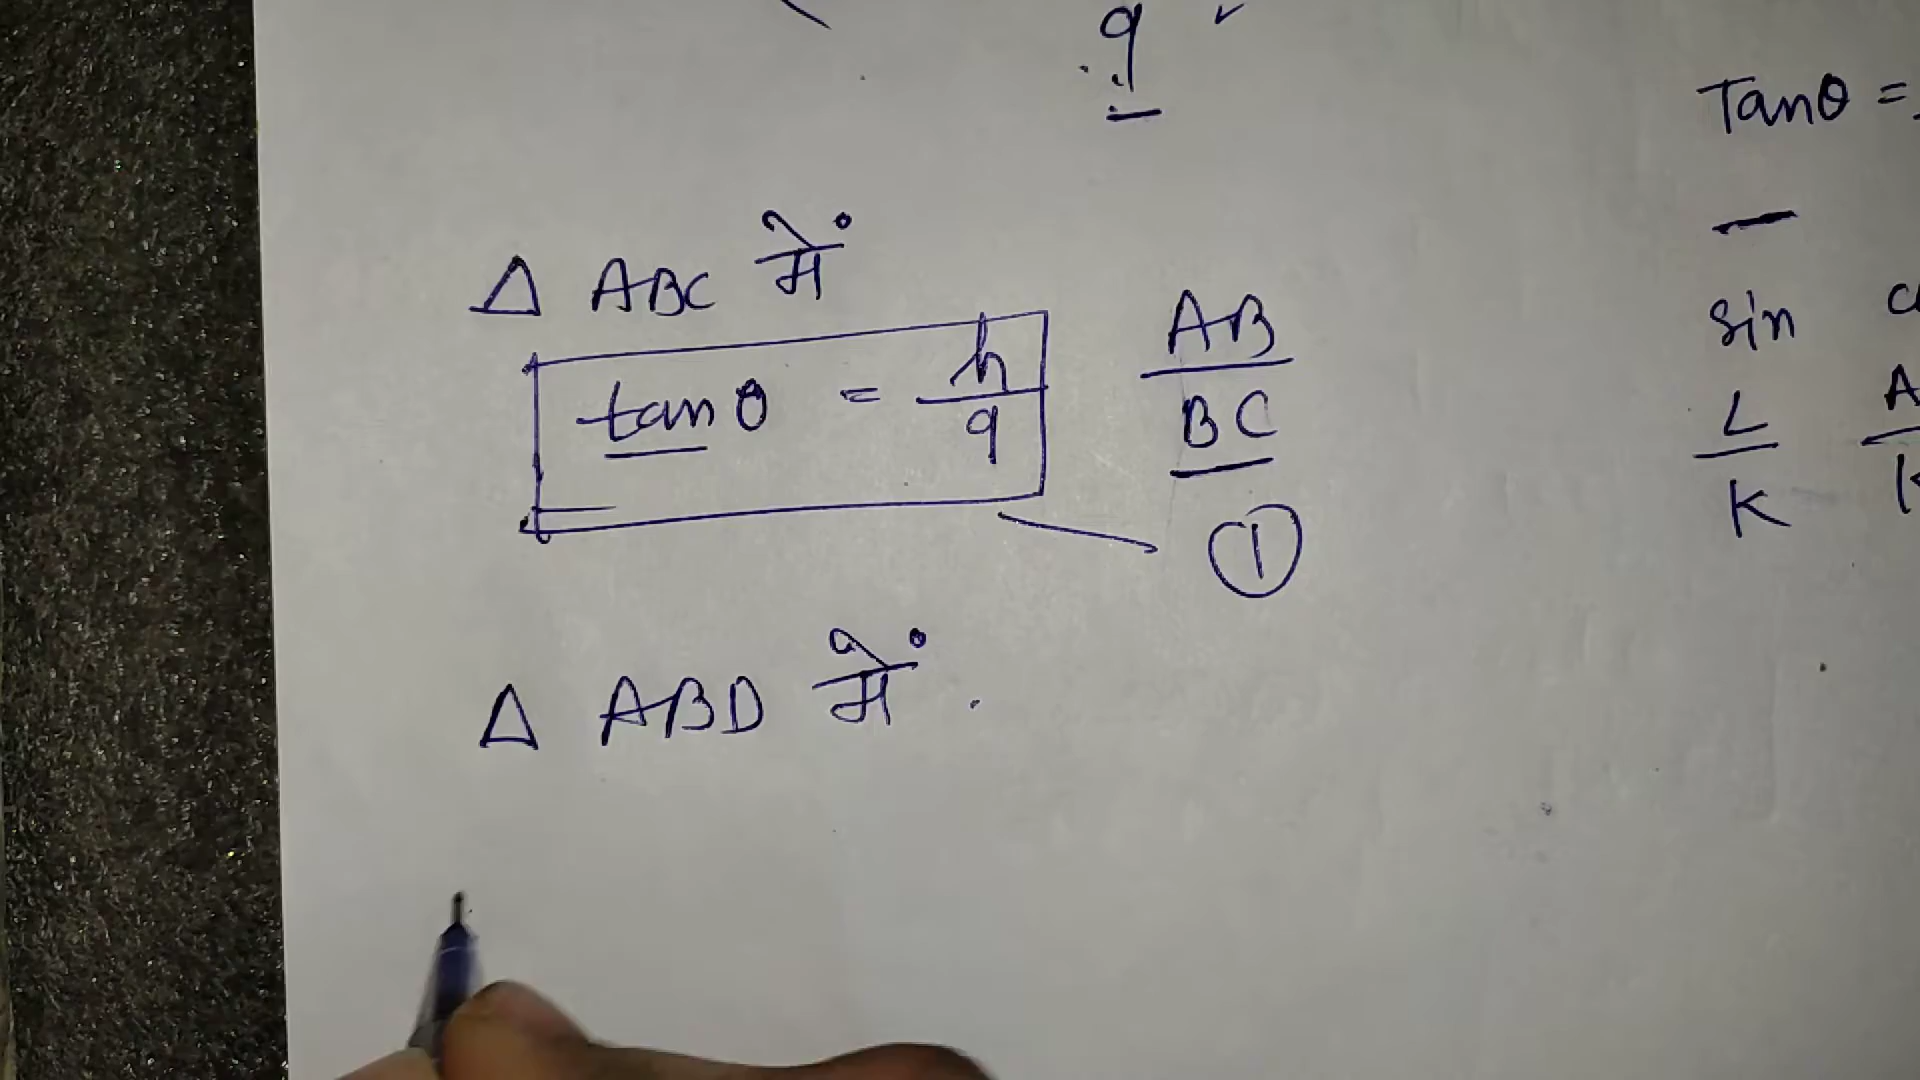 9
Tanθ =
Δ ABC में
tanθ = h/9
AB/BC
sin
L/K
A
①
Δ ABD में .